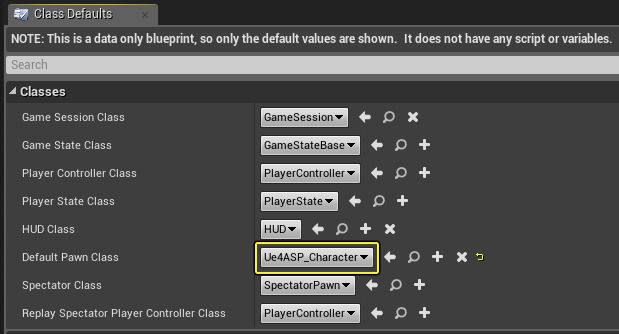 Class Defaults
NOTE: This is a data only blueprint, so only the default values are shown. It does not have any script or variables.
Search
Classes
Game Session Class GameSession
Game State Class GameStateBase
Player Controller Class PlayerController
Player State Class PlayerState
HUD Class HUD
Default Pawn Class Ue4ASP_Character
Spectator Class SpectatorPawn
Replay Spectator Player Controller Class PlayerController